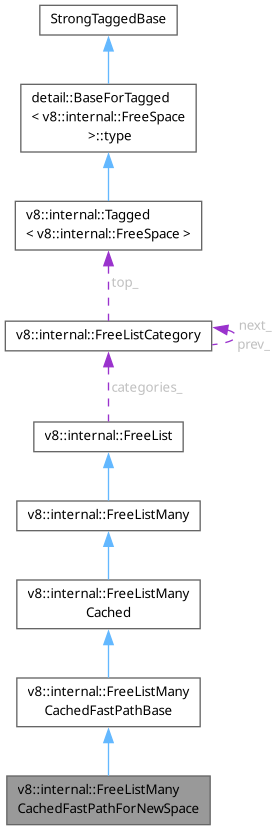 StrongTaggedBase
detail::BaseForTagged
< v8::internal::FreeSpace
>::type
v8::internal::Tagged
< v8::internal::FreeSpace >
top_
v8::internal::FreeListCategory
next_
prev_
categories_
v8::internal::FreeList
v8::internal::FreeListMany
v8::internal::FreeListMany
Cached
v8::internal::FreeListMany
CachedFastPathBase
v8::internal::FreeListMany
CachedFastPathForNewSpace